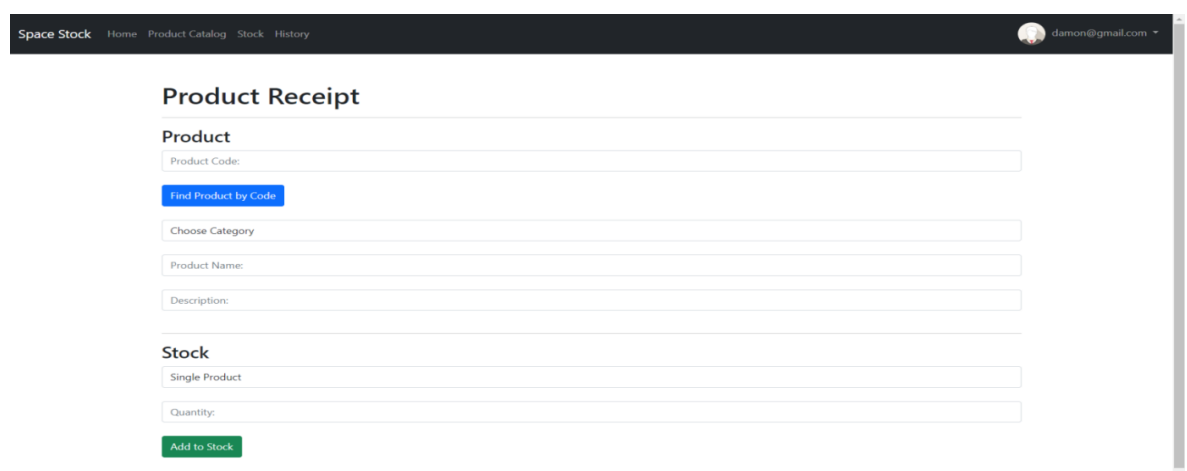 Space Stock Home Product Catalog Stock History damon@gmail.com
Product Receipt
Product
Product Code:
Find Product by Code
Choose Category
Product Name:
Description:
Stock
Single Product
Quantity:
Add to Stock